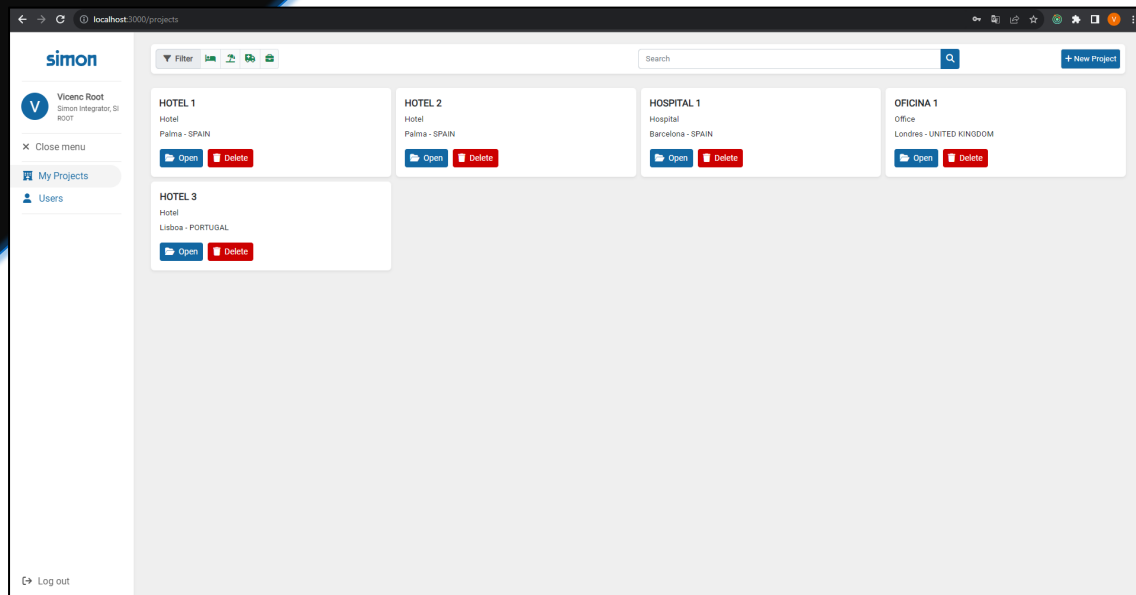 localhost:3000/projects
V
simon
V
Vicenc Root
Simon Integrator, SI
ROOT
Close menu
My Projects
Users
Log out
Filter
Search
+ New Project
HOTEL 1
Hotel
Palma - SPAIN
Open
Delete
HOTEL 2
Hotel
Palma - SPAIN
Open
Delete
HOSPITAL 1
Hospital
Barcelona - SPAIN
Open
Delete
OFICINA 1
Office
Londres - UNITED KINGDOM
Open
Delete
HOTEL 3
Hotel
Lisboa - PORTUGAL
Open
Delete